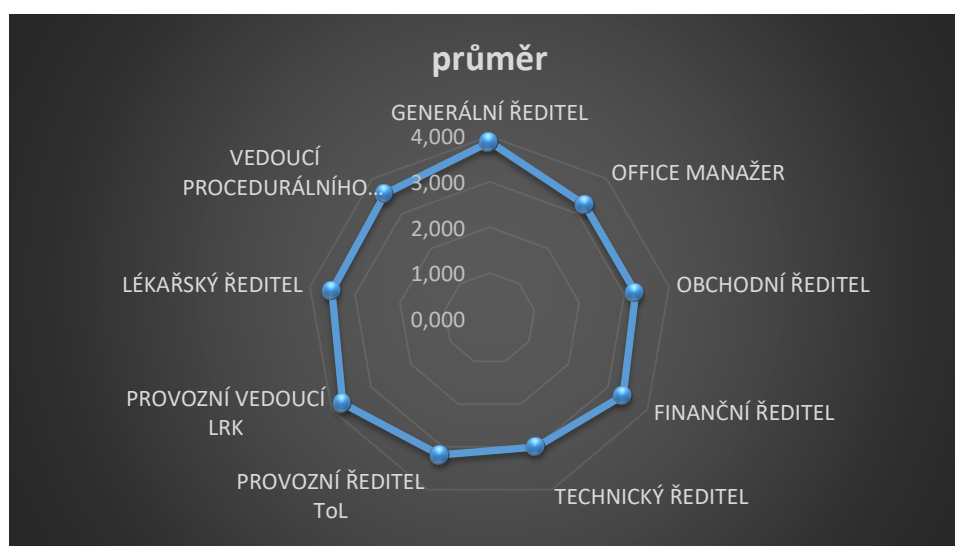 průměr
GENERÁLNÍ ŘEDITEL
4,000
3,000
2,000
1,000
0,000
OFFICE MANAŽER
OBCHODNÍ ŘEDITEL
FINANČNÍ ŘEDITEL
TECHNICKÝ ŘEDITEL
PROVOZNÍ ŘEDITEL
ToL
PROVOZNÍ VEDOUCÍ
LRK
LÉKAŘSKÝ ŘEDITEL
VEDOUCÍ
PROCEDURÁLNÍHO…